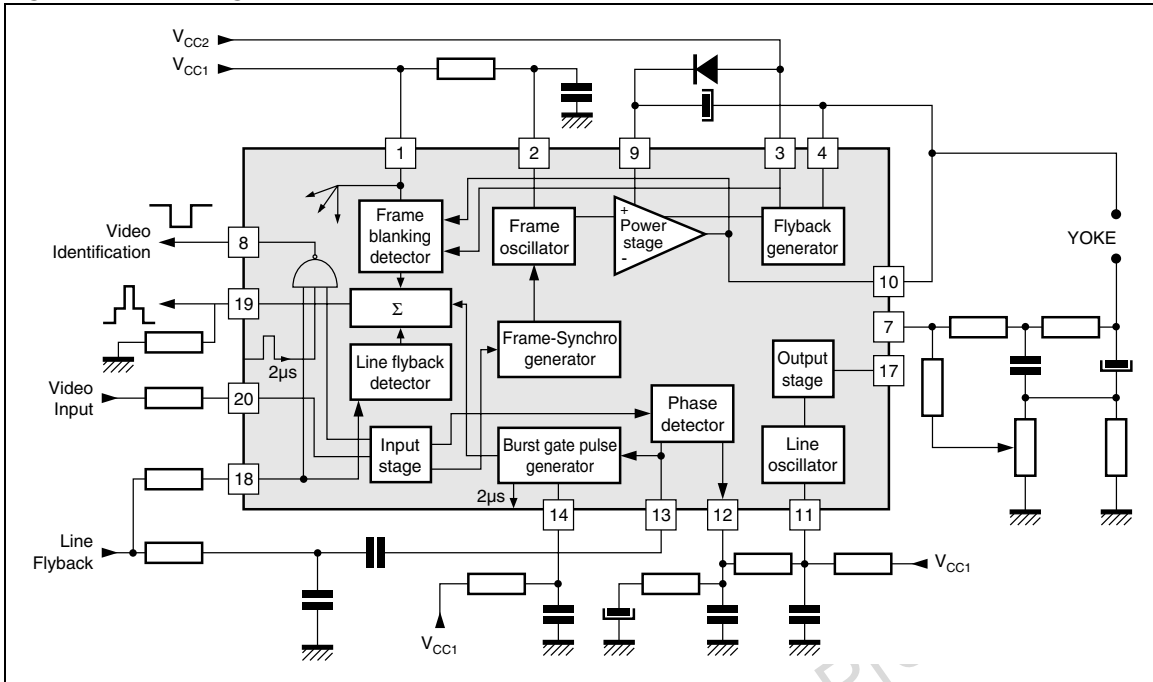 VCC2
VCC1
1
2
9
3
4
Video
Identification
8
Frame
blanking
detector
Frame
oscillator
+
Power
stage
-
Flyback
generator
YOKE
10
19
Σ
7
Frame-Synchro
generator
Line flyback
detector
2µs
Output
stage
17
Video
Input
20
Input
stage
Phase
detector
Burst gate pulse
generator
Line
oscillator
18
2µs
14
13
12
11
Line
Flyback
VCC1
VCC1